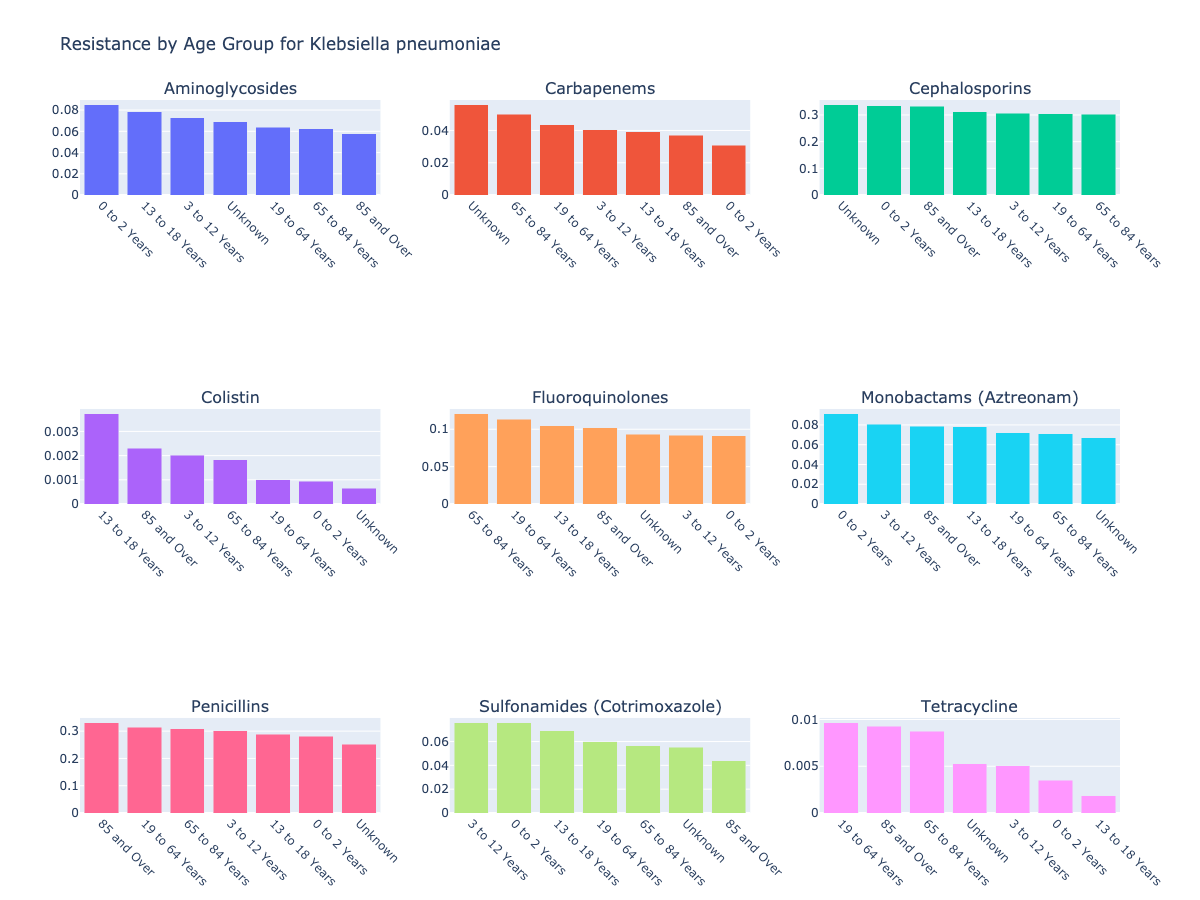 Resistance by Age Group for Klebsiella pneumoniae
Aminoglycosides
0.08
0.06
0.04
0.02
0
0 to 2 Years
13 to 18 Years
3 to 12 Years
Unknown
19 to 64 Years
65 to 84 Years
85 and Over
Carbapenems
0.04
0.02
0
Unknown
65 to 84 Years
19 to 64 Years
3 to 12 Years
13 to 18 Years
85 and Over
0 to 2 Years
Cephalosporins
0.3
0.2
0.1
0
Unknown
0 to 2 Years
85 and Over
13 to 18 Years
3 to 12 Years
19 to 64 Years
65 to 84 Years
Colistin
0.003
0.002
0.001
0
13 to 18 Years
85 and Over
3 to 12 Years
65 to 84 Years
19 to 64 Years
0 to 2 Years
Unknown
Fluoroquinolones
0.1
0.05
0
65 to 84 Years
19 to 64 Years
13 to 18 Years
85 and Over
Unknown
3 to 12 Years
0 to 2 Years
Monobactams (Aztreonam)
0.08
0.06
0.04
0.02
0
0 to 2 Years
3 to 12 Years
85 and Over
13 to 18 Years
19 to 64 Years
65 to 84 Years
Unknown
Penicillins
0.3
0.2
0.1
0
85 and Over
19 to 64 Years
65 to 84 Years
3 to 12 Years
13 to 18 Years
0 to 2 Years
Unknown
Sulfonamides (Cotrimoxazole)
0.06
0.04
0.02
0
3 to 12 Years
0 to 2 Years
13 to 18 Years
19 to 64 Years
65 to 84 Years
Unknown
85 and Over
Tetracycline
0.01
0.005
0
19 to 64 Years
85 and Over
65 to 84 Years
Unknown
3 to 12 Years
0 to 2 Years
13 to 18 Years